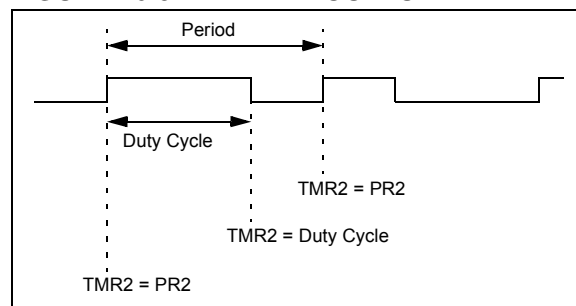 Period
Duty Cycle
TMR2 = PR2
TMR2 = Duty Cycle
TMR2 = PR2